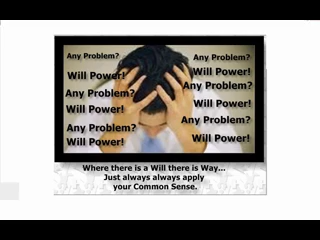 Any Problem?
Will Power!
Any Problem?
Will Power!
Any Problem?
Will Power!
Any Problem?
Will Power!
Any Problem?
Will Power!
Any Problem?
Will Power!
Where there is a Will there is Way...
Just always always apply
your Common Sense.